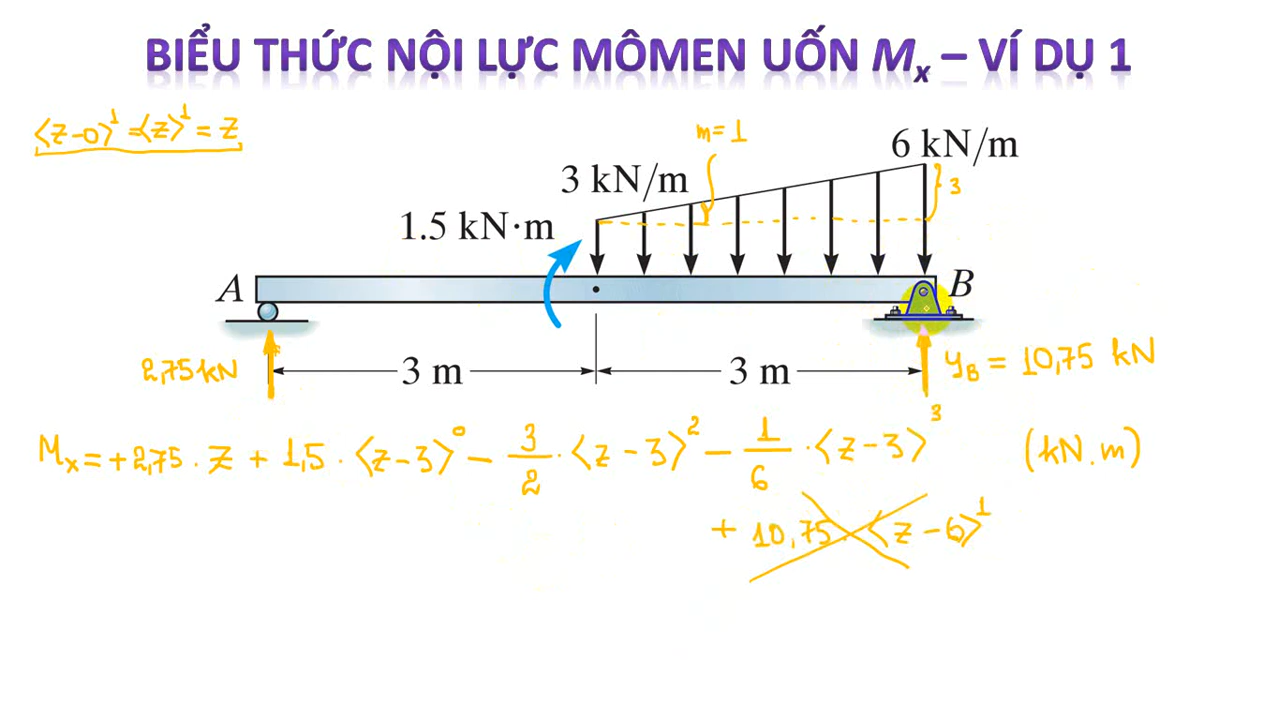 BIỂU THỨC NỘI LỰC MÔMEN UỐN Mₓ – VÍ DỤ 1
⟨z-0⟩¹ = ⟨z⟩¹ = z
m=1
6 kN/m
3 kN/m
3
1.5 kN·m
A
B
2,75 kN
3 m
3 m
y_B = 10,75 kN
Mₓ = +2,75 . z + 1,5 . ⟨z-3⟩⁰ - 3/2 . ⟨z-3⟩² - 1/6 . ⟨z-3⟩³ (kN.m)
+ 10,75 ⟨z-6⟩¹